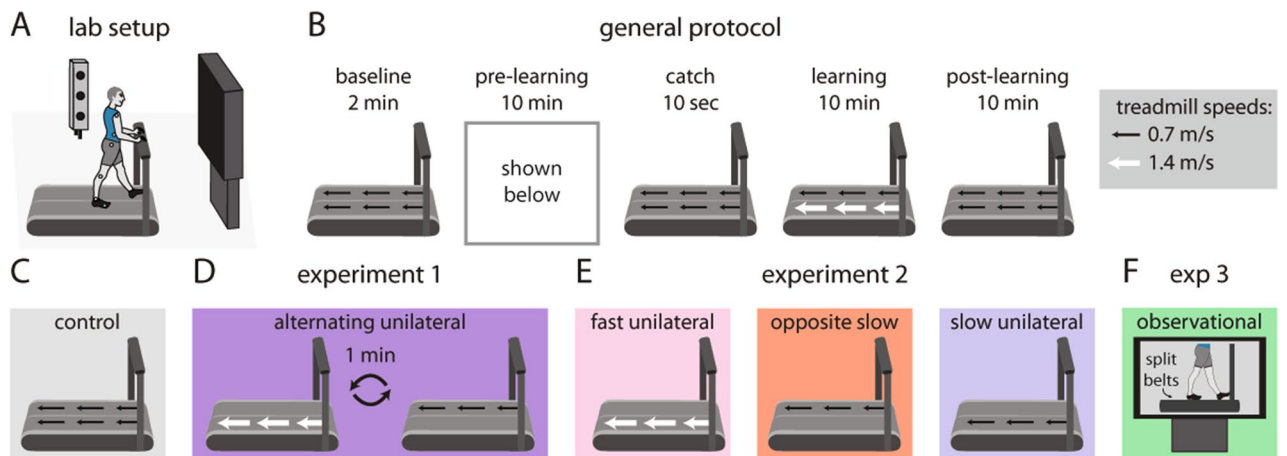 A
lab setup
B
general protocol
baseline
2 min
pre-learning
10 min
shown
below
catch
10 sec
learning
10 min
post-learning
10 min
treadmill speeds:
0.7 m/s
1.4 m/s
C
control
D
experiment 1
alternating unilateral
1 min
E
experiment 2
fast unilateral
opposite slow
slow unilateral
F
exp 3
observational
split
belts